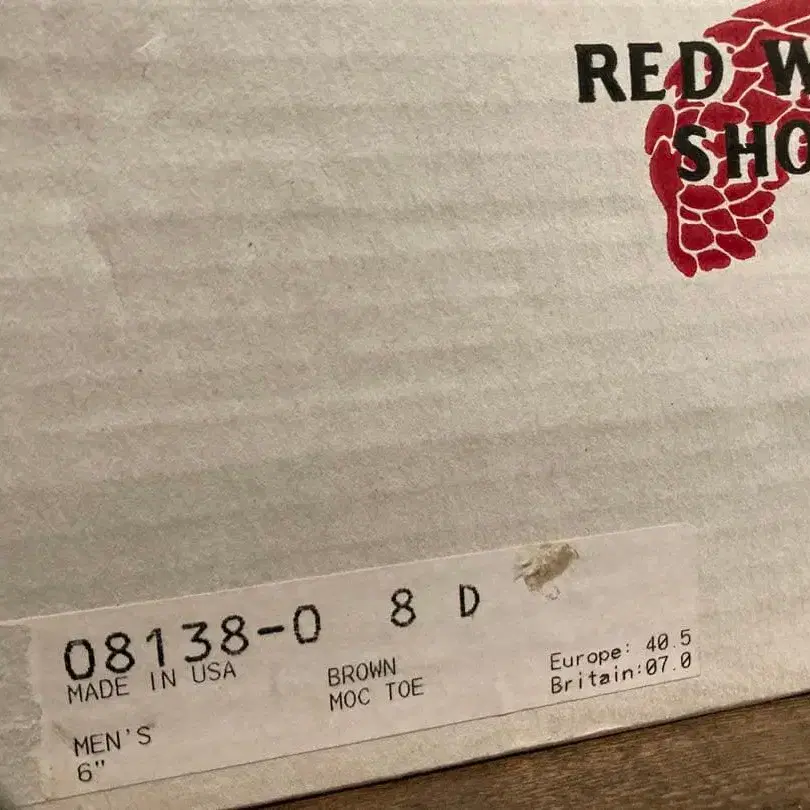 RED W
SHO
08138-0 8 D
MADE IN USA
BROWN
MOC TOE
Europe: 40.5
Britain:07.0
MEN'S
6"